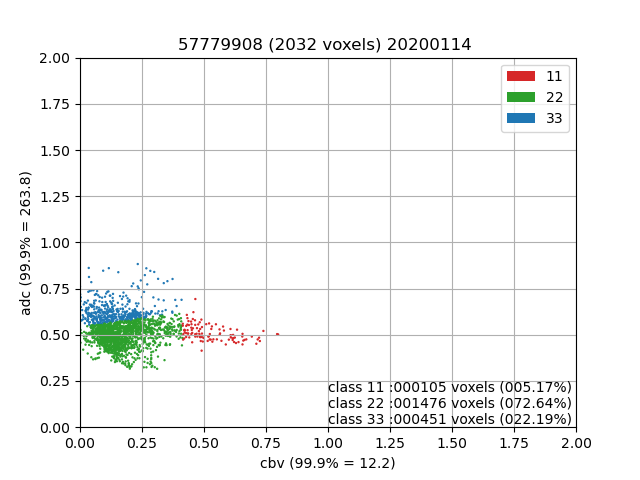 57779908 (2032 voxels) 20200114
2.00
1.75
1.50
1.25
1.00
0.75
0.50
0.25
0.00
adc (99.9% = 263.8)
11
22
33
class 11 :000105 voxels (005.17%)
class 22 :001476 voxels (072.64%)
class 33 :000451 voxels (022.19%)
0.00 0.25 0.50 0.75 1.00 1.25 1.50 1.75 2.00
cbv (99.9% = 12.2)